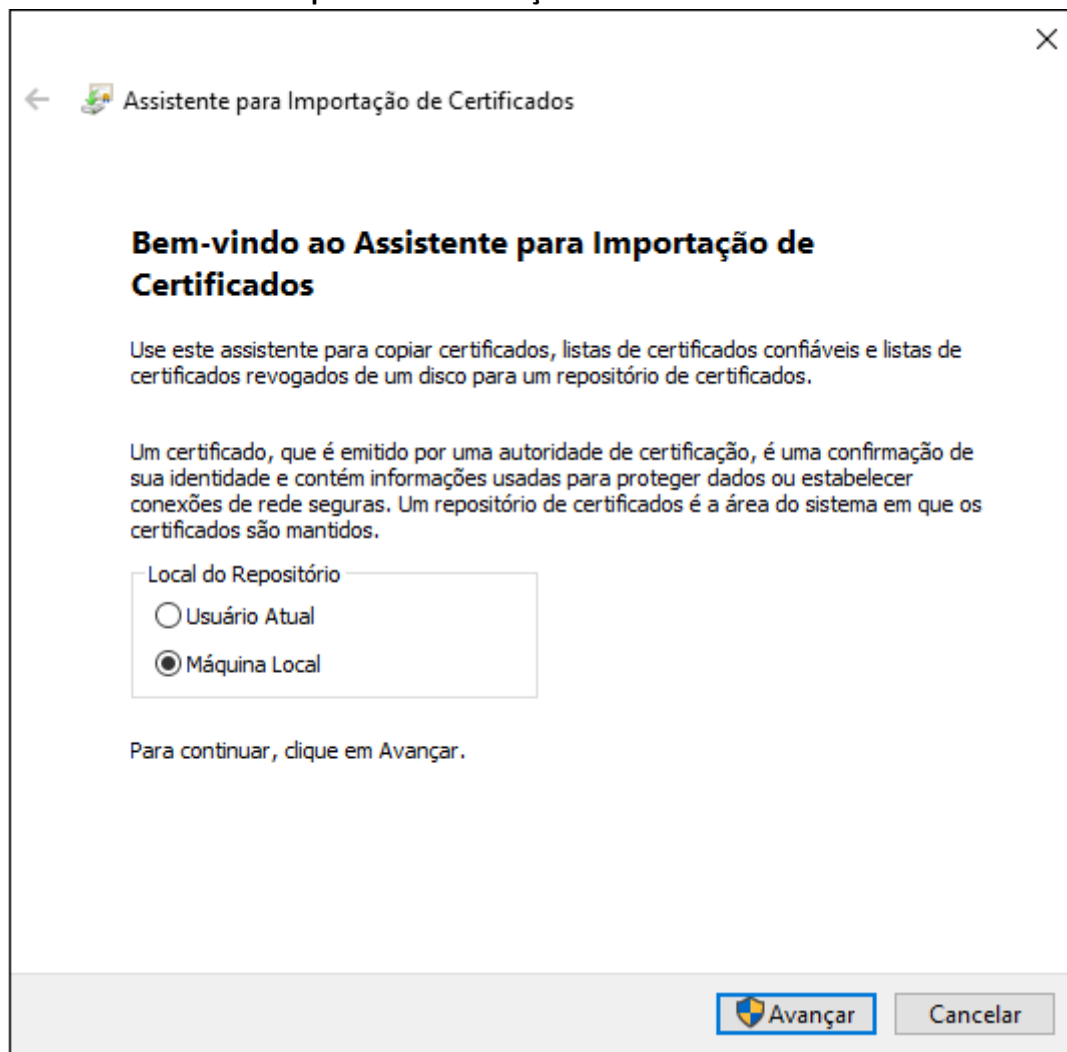 Assistente para Importação de Certificados
Bem-vindo ao Assistente para Importação de
Certificados
Use este assistente para copiar certificados, listas de certificados confiáveis e listas de
certificados revogados de um disco para um repositório de certificados.
Um certificado, que é emitido por uma autoridade de certificação, é uma confirmação de
sua identidade e contém informações usadas para proteger dados ou estabelecer
conexões de rede seguras. Um repositório de certificados é a área do sistema em que os
certificados são mantidos.
Local do Repositório
Usuário Atual
Máquina Local
Para continuar, clique em Avançar.
Avançar
Cancelar